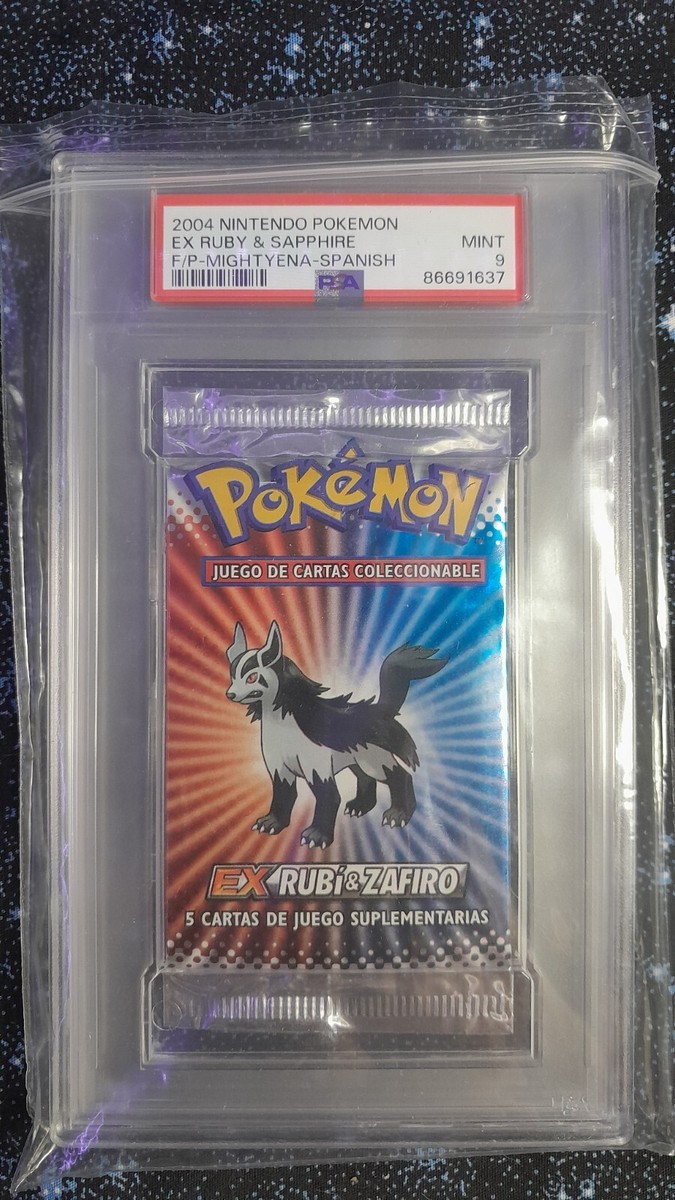 2004 NINTENDO POKEMON
EX RUBY & SAPPHIRE MINT
F/P-MIGHTYENA-SPANISH 9
PSA 86691637
POKéMON
JUEGO DE CARTAS COLECCIONABLE
EX RUBÍ & ZAFIRO
5 CARTAS DE JUEGO SUPLEMENTARIAS